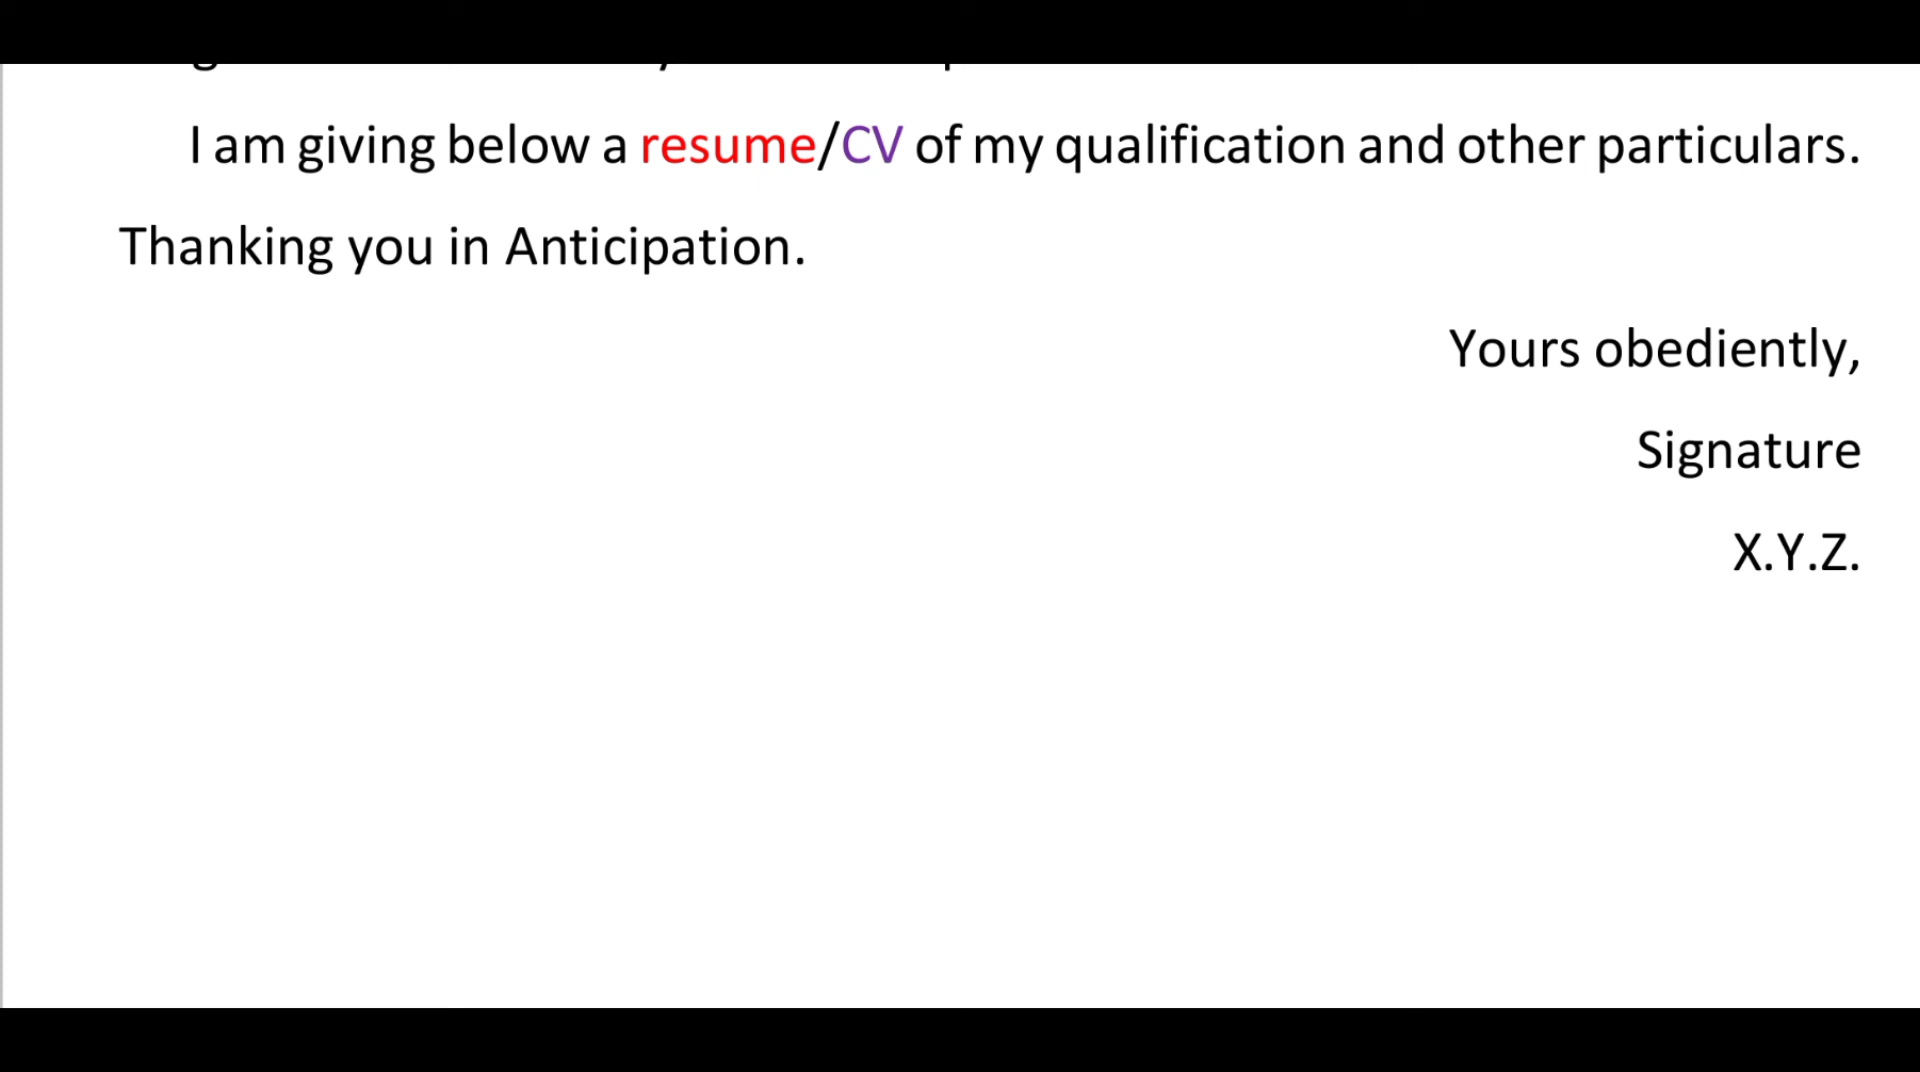 I am giving below a resume/CV of my qualification and other particulars.
Thanking you in Anticipation.
Yours obediently,
Signature
X.Y.Z.